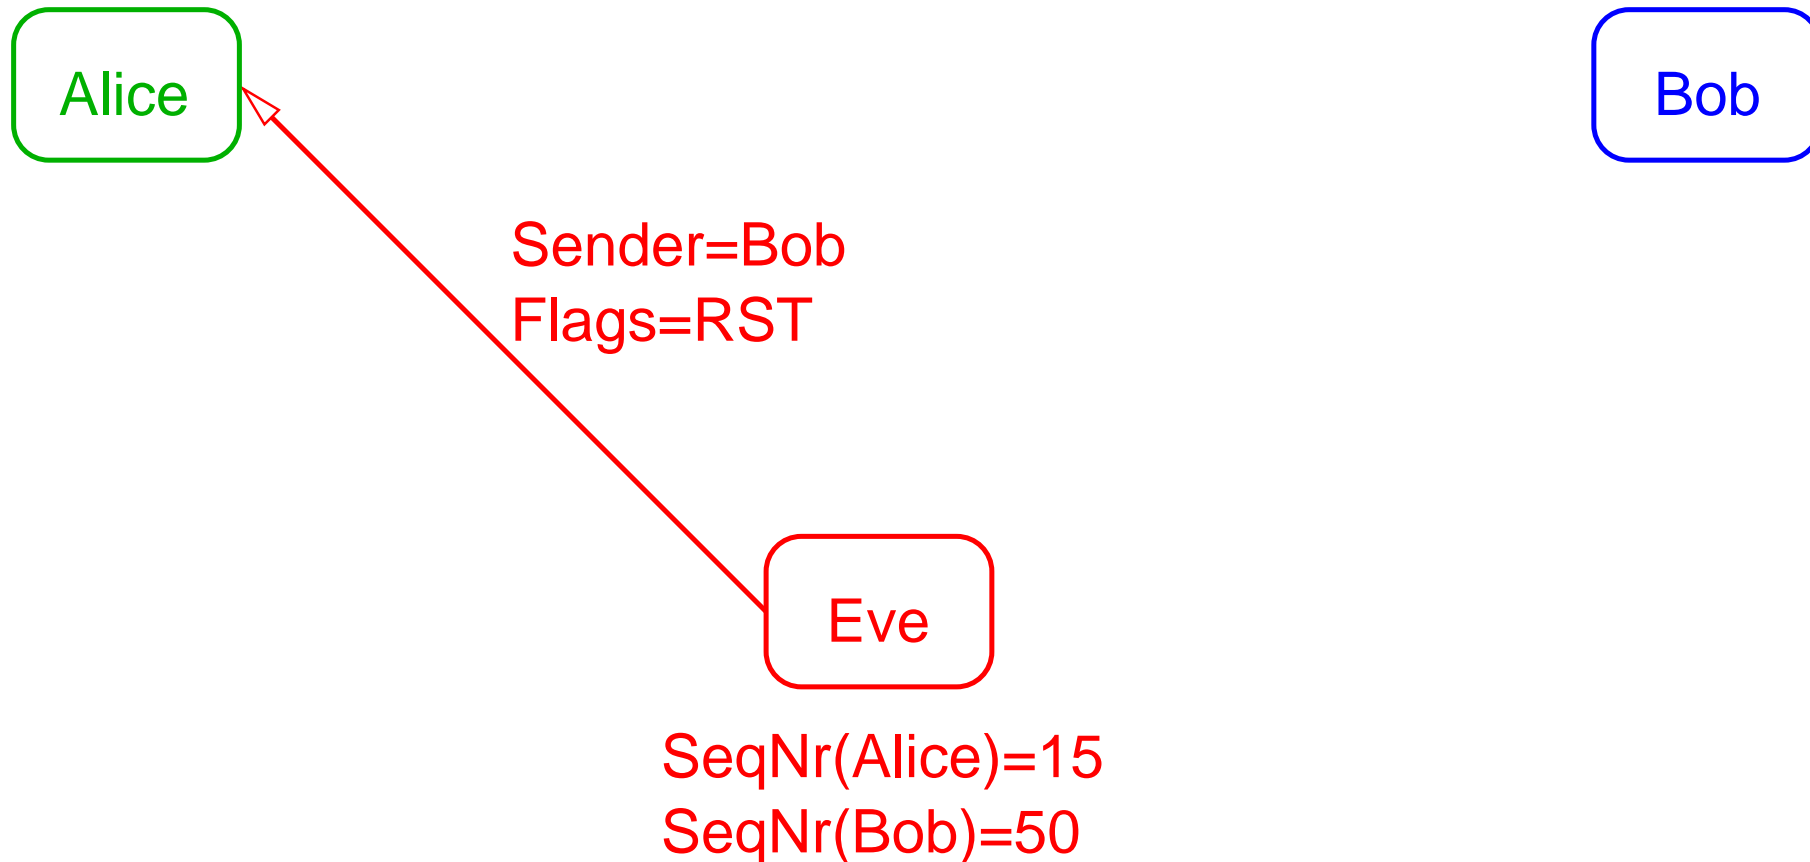 Alice
Bob
Sender=Bob
Flags=RST
Eve
SeqNr(Alice)=15
SeqNr(Bob)=50